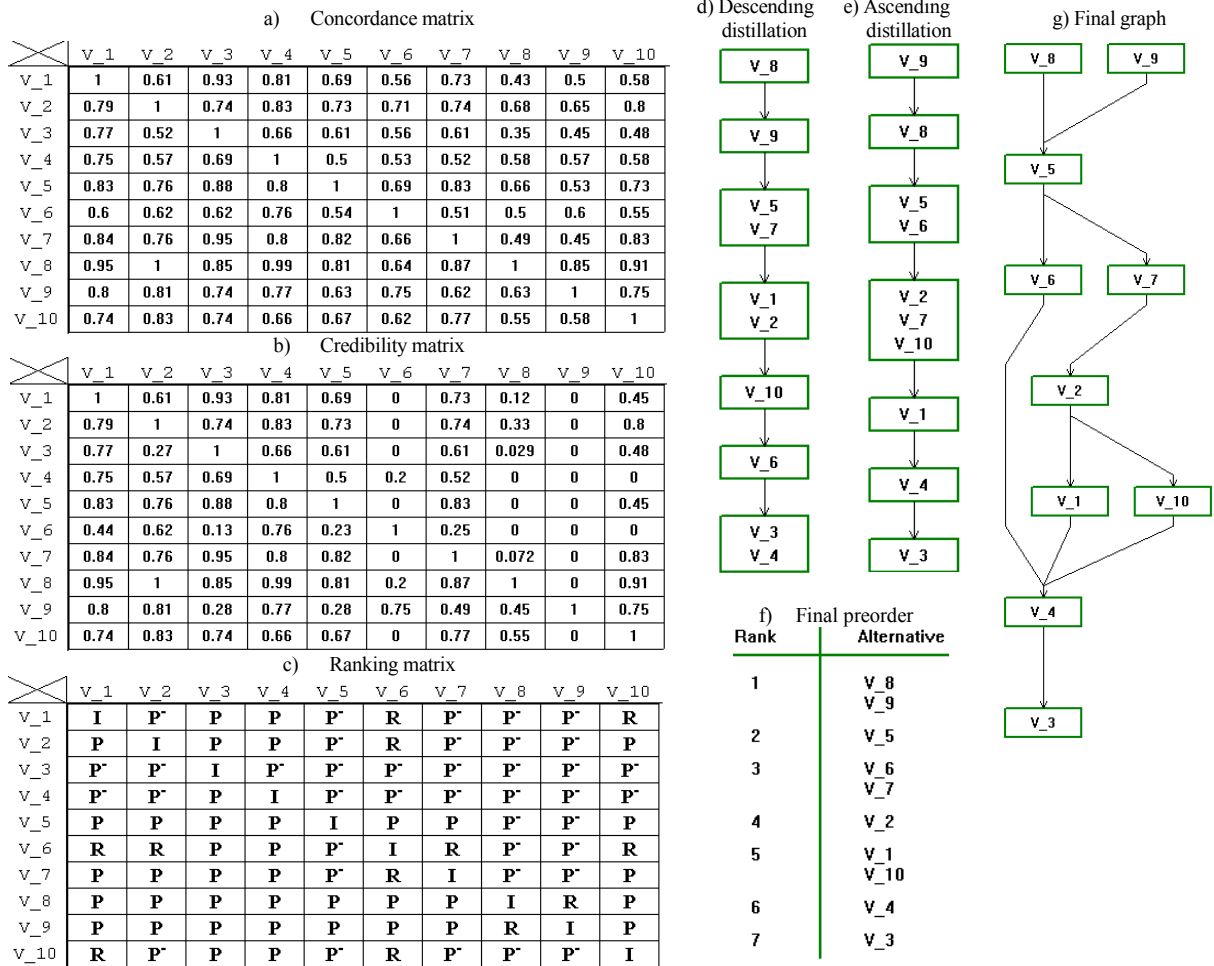 a) Concordance matrix
V_1 V_2 V_3 V_4 V_5 V_6 V_7 V_8 V_9 V_10
V_1 1 0.61 0.93 0.81 0.69 0.56 0.73 0.43 0.5 0.58
V_2 0.79 1 0.74 0.83 0.73 0.71 0.74 0.68 0.65 0.8
V_3 0.77 0.52 1 0.66 0.61 0.56 0.61 0.35 0.45 0.48
V_4 0.75 0.57 0.69 1 0.5 0.53 0.52 0.58 0.57 0.58
V_5 0.83 0.76 0.88 0.8 1 0.69 0.83 0.66 0.53 0.73
V_6 0.6 0.62 0.62 0.76 0.54 1 0.51 0.5 0.6 0.55
V_7 0.84 0.76 0.95 0.8 0.82 0.66 1 0.49 0.45 0.83
V_8 0.95 1 0.85 0.99 0.81 0.64 0.87 1 0.85 0.91
V_9 0.8 0.81 0.74 0.77 0.63 0.75 0.62 0.63 1 0.75
V_10 0.74 0.83 0.74 0.66 0.67 0.62 0.77 0.55 0.58 1
b) Credibility matrix
V_1 V_2 V_3 V_4 V_5 V_6 V_7 V_8 V_9 V_10
V_1 1 0.61 0.93 0.81 0.69 0 0.73 0.12 0 0.45
V_2 0.79 1 0.74 0.83 0.73 0 0.74 0.33 0 0.8
V_3 0.77 0.27 1 0.66 0.61 0 0.61 0.029 0 0.48
V_4 0.75 0.57 0.69 1 0.5 0.2 0.52 0 0 0
V_5 0.83 0.76 0.88 0.8 1 0 0.83 0 0 0.45
V_6 0.44 0.62 0.13 0.76 0.23 1 0.25 0 0 0
V_7 0.84 0.76 0.95 0.8 0.82 0 1 0.072 0 0.83
V_8 0.95 1 0.85 0.99 0.81 0.2 0.87 1 0 0.91
V_9 0.8 0.81 0.28 0.77 0.28 0.75 0.49 0.45 1 0.75
V_10 0.74 0.83 0.74 0.66 0.67 0 0.77 0.55 0 1
c) Ranking matrix
V_1 V_2 V_3 V_4 V_5 V_6 V_7 V_8 V_9 V_10
V_1 I P⁻ P P P⁻ R P⁻ P⁻ P⁻ R
V_2 P I P P P⁻ R P⁻ P⁻ P⁻ P
V_3 P⁻ P⁻ I P⁻ P⁻ P⁻ P⁻ P⁻ P⁻ P⁻
V_4 P⁻ P⁻ P I P⁻ P⁻ P⁻ P⁻ P⁻ P⁻
V_5 P P P P I P P P⁻ P⁻ P
V_6 R R P P P⁻ I R P⁻ P⁻ R
V_7 P P P P P⁻ R I P⁻ P⁻ P
V_8 P P P P P P P I R P
V_9 P P P P P P P R I P
V_10 R P⁻ P P P⁻ R P⁻ P⁻ P⁻ I
d) Descending
distillation
V_8
V_9
V_5
V_7
V_1
V_2
V_10
V_6
V_3
V_4
e) Ascending
distillation
V_9
V_8
V_5
V_6
V_2
V_7
V_10
V_1
V_4
V_3
f) Final preorder
Rank Alternative
1 V_8
V_9
2 V_5
3 V_6
V_7
4 V_2
5 V_1
V_10
6 V_4
7 V_3
g) Final graph
V_8 V_9
V_5
V_6 V_7
V_2
V_1 V_10
V_4
V_3